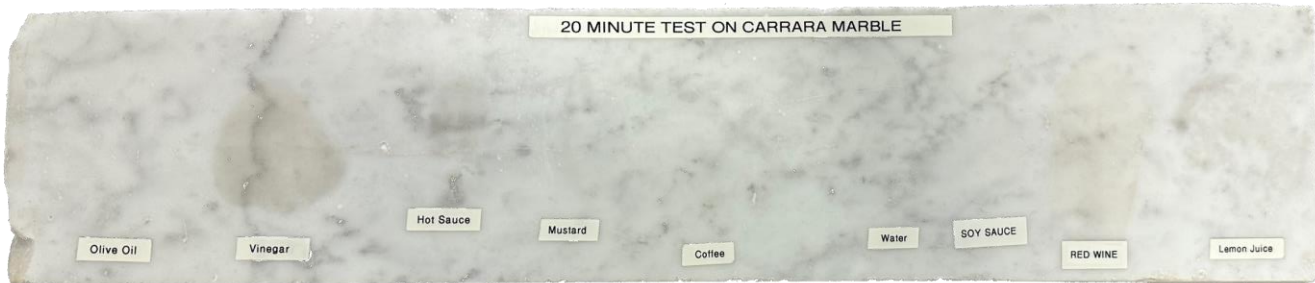 20 MINUTE TEST ON CARRARA MARBLE
Olive Oil
Vinegar
Hot Sauce
Mustard
Coffee
Water
SOY SAUCE
RED WINE
Lemon Juice